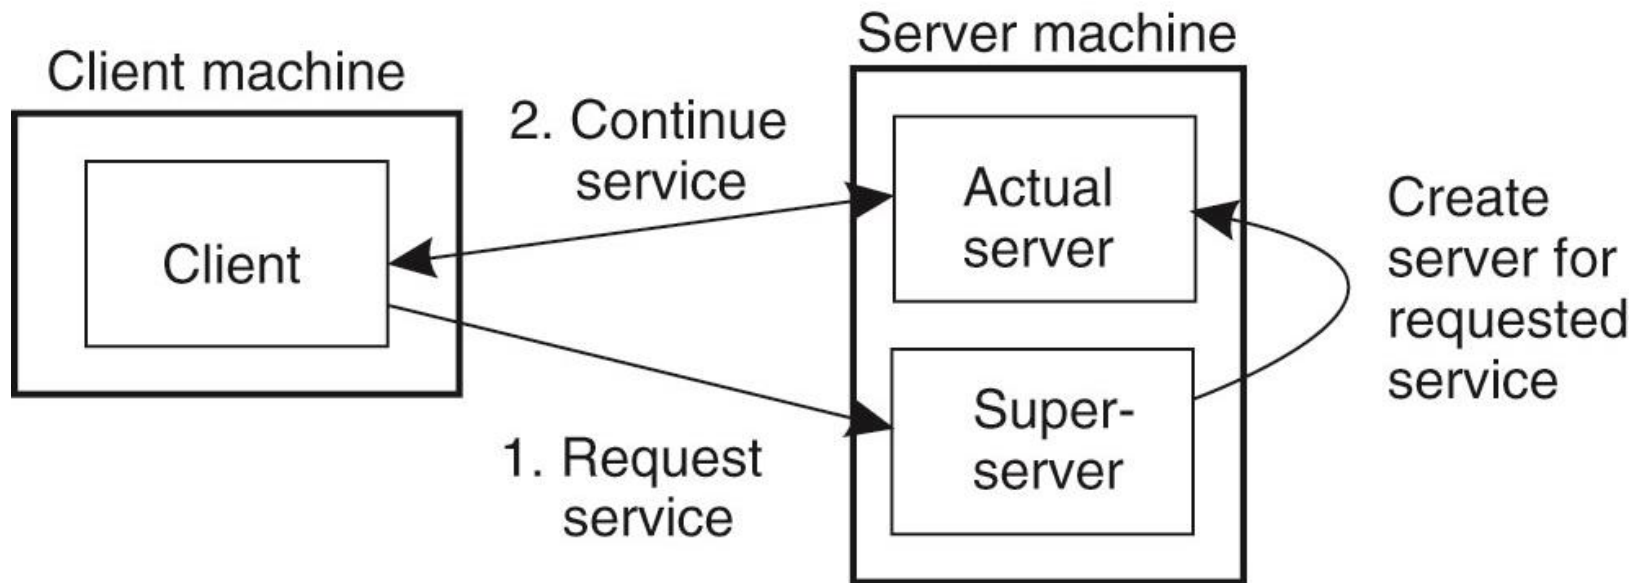 Client machine
Server machine
2. Continue
service
Client
Actual
server
Create
server for
requested
service
Super-
server
1. Request
service